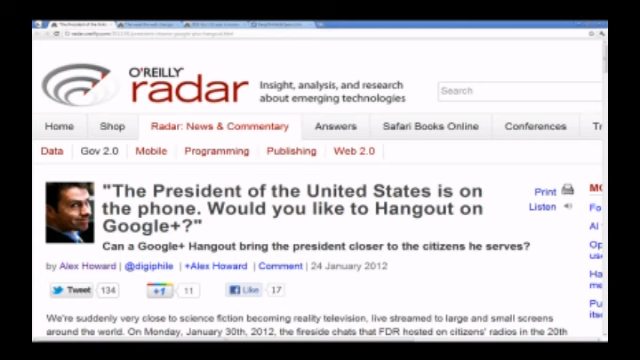 radar.oreilly.com
O'REILLY
radar
Insight, analysis, and research
about emerging technologies
Search
Home Shop Radar: News & Commentary Answers Safari Books Online Conferences
Data Gov 2.0 Mobile Programming Publishing Web 2.0
"The President of the United States is on
the phone. Would you like to Hangout on
Google+?"
Can a Google+ Hangout bring the president closer to the citizens he serves?
by Alex Howard | @digiphile | +Alex Howard | Comment | 24 January 2012
Tweet 134 +1 11 Like 17
Print
Listen
We're suddenly very close to science fiction becoming reality television, live streamed to large and small screens
around the world. On Monday, January 30th, 2012, the fireside chats that FDR hosted on citizens' radios in the 20th